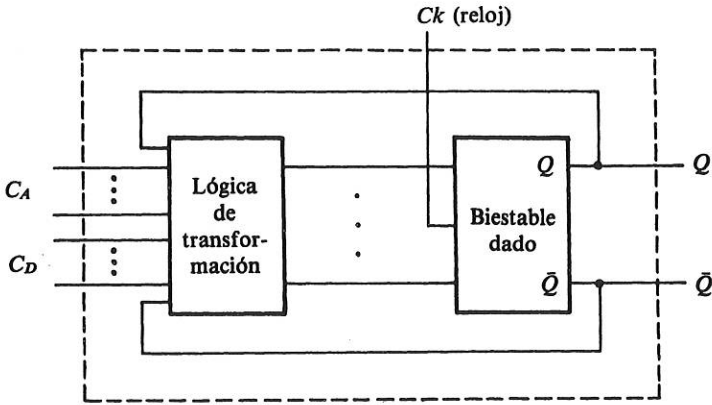 Ck (reloj)
C_A
C_D
Lógica
de
transfor-
mación
Q
Biestable
dado
Q̄
Q
Q̄